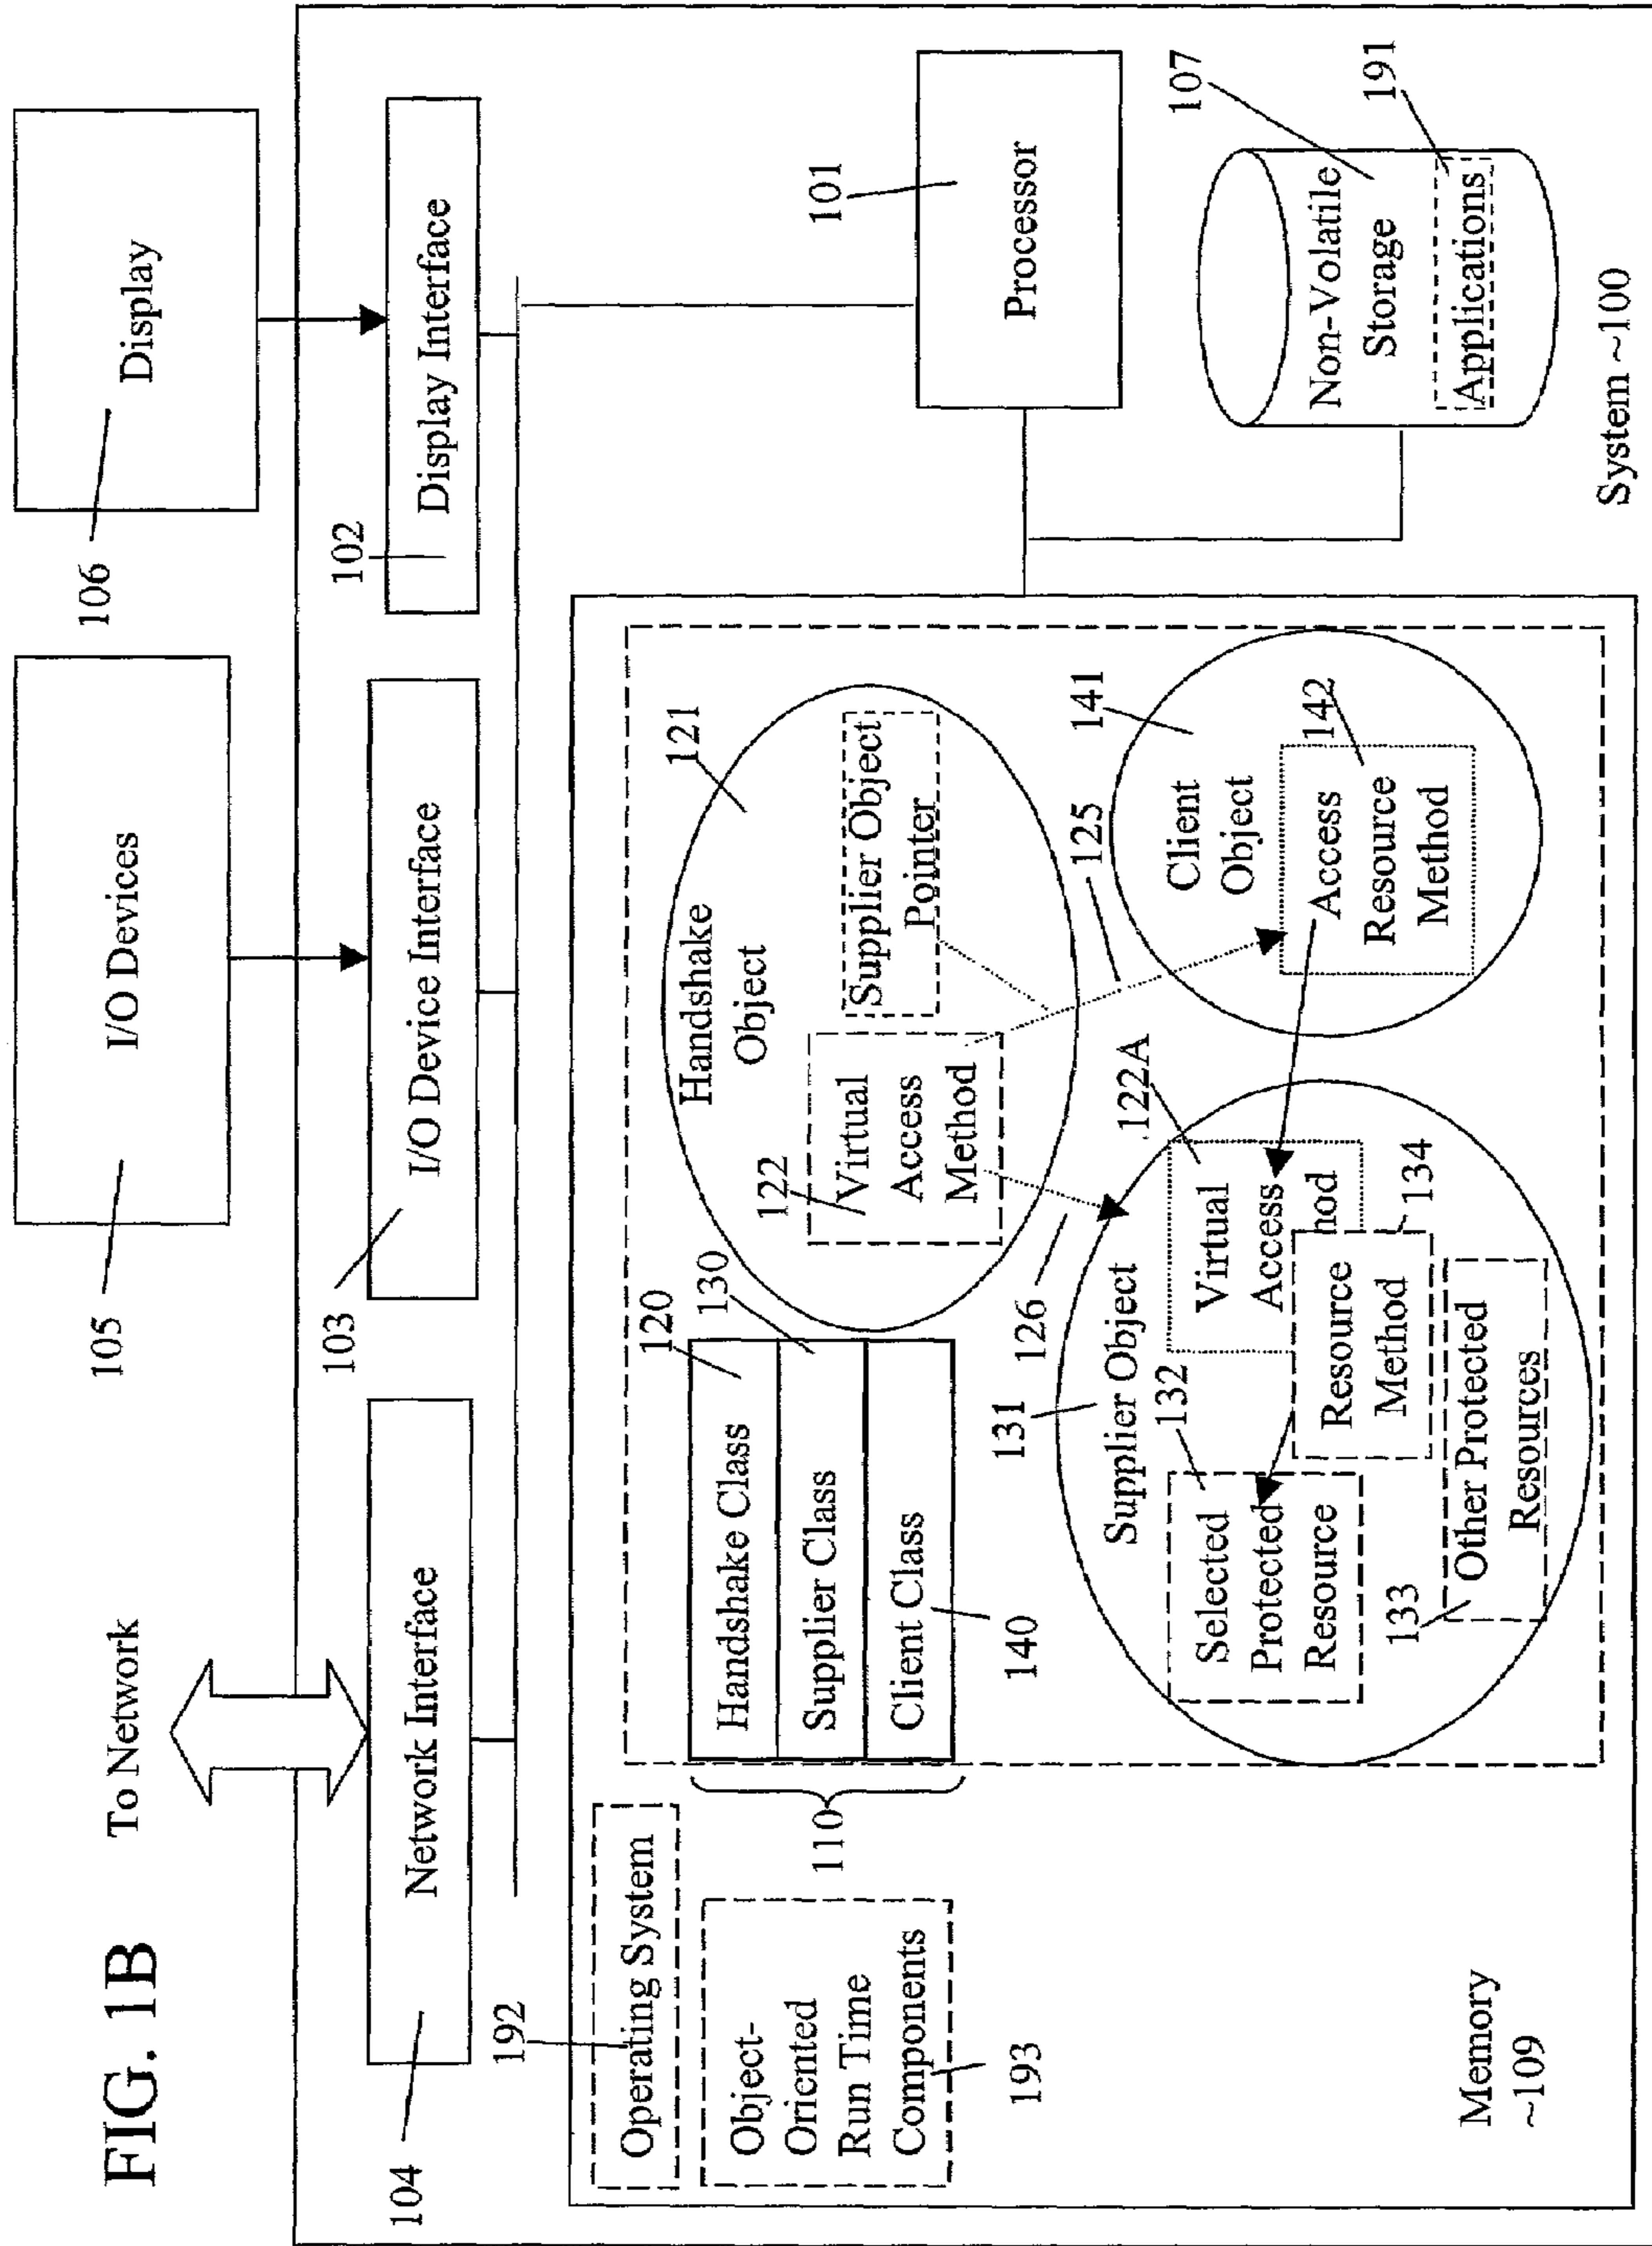 FIG. 1B
To Network
105
I/O Devices
106
Display
104
Network Interface
103
I/O Device Interface
102
Display Interface
192
Operating System
Object-
Oriented
Run Time
Components
193
110
Handshake Class
Supplier Class
Client Class
120
130
140
Handshake
Object
121
122
Virtual
Access
Method
Supplier Object
Pointer
126
125
131
Supplier Object
132
Selected
Protected
Resource
122A
Virtual
Access
hod
Resource
Method
134
133
Other Protected
Resources
141
Client
Object
142
Access
Resource
Method
Memory
~109
101
Processor
107
Non-Volatile
Storage
191
Applications
System ~100